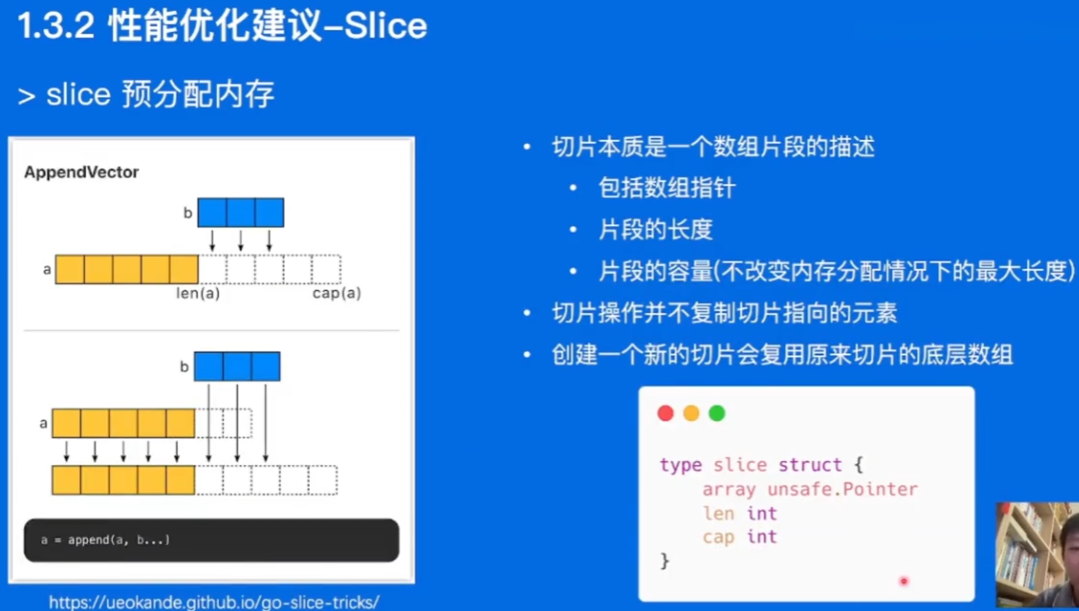 1.3.2 性能优化建议-Slice
> slice 预分配内存
AppendVector
b
a
len(a)
cap(a)
b
a
a = append(a, b...)
https://ueokande.github.io/go-slice-tricks/
• 切片本质是一个数组片段的描述
• 包括数组指针
• 片段的长度
• 片段的容量(不改变内存分配情况下的最大长度)
• 切片操作并不复制切片指向的元素
• 创建一个新的切片会复用原来切片的底层数组
type slice struct {
array unsafe.Pointer
len int
cap int
}